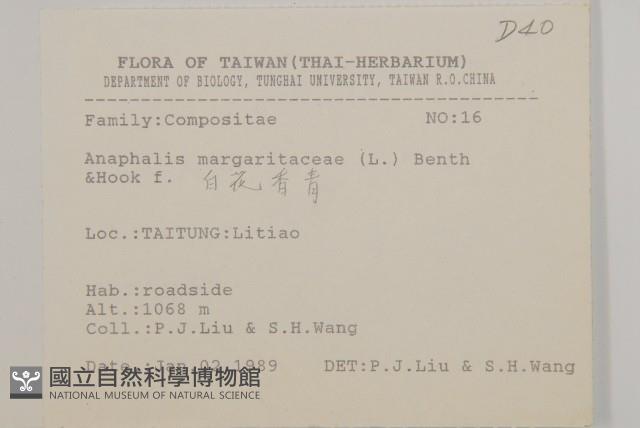 D40
FLORA OF TAIWAN(THAI-HERBARIUM)
DEPARTMENT OF BIOLOGY, TUNGHAI UNIVERSITY, TAIWAN R.O.CHINA
Family:Compositae NO:16
Anaphalis margaritaceae (L.) Benth
&Hook f. 白花香青
Loc.:TAITUNG:Litiao
Hab.:roadside
Alt.:1068 m
Coll.:P.J.Liu & S.H.Wang
Date.:Jan.02.1989 DET:P.J.Liu & S.H.Wang
國立自然科學博物館
NATIONAL MUSEUM OF NATURAL SCIENCE